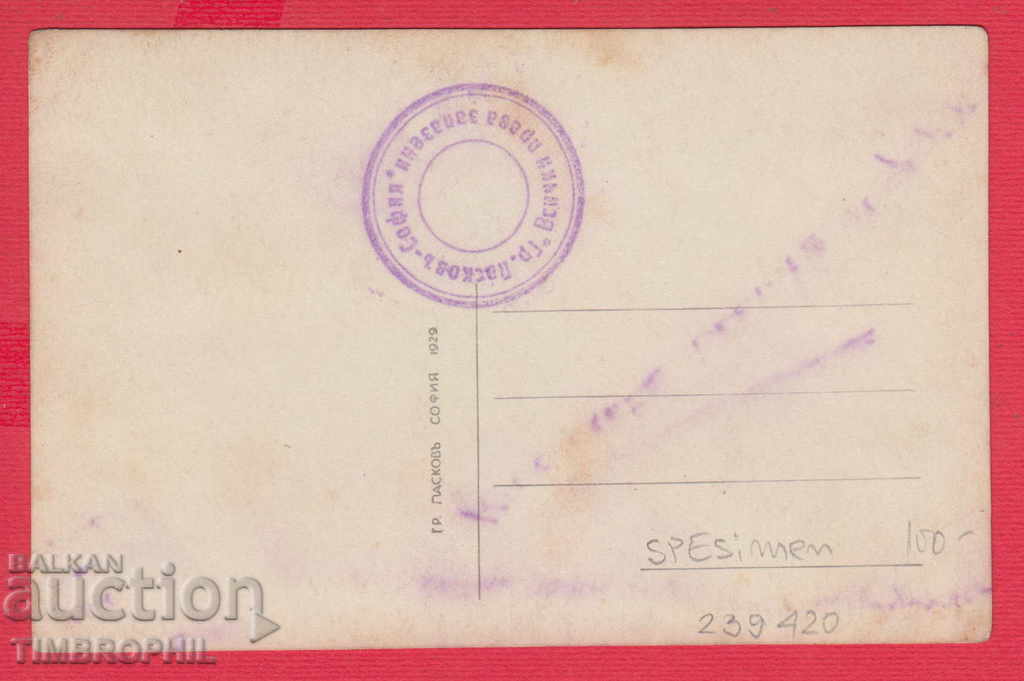 Гр. Пасковъ-София * Всички права запазени *
ГР. ПАСКОВЪ СОФИЯ 1929
SPESimen 100-
239420
BALKAN
auction
TIMBROPHIL